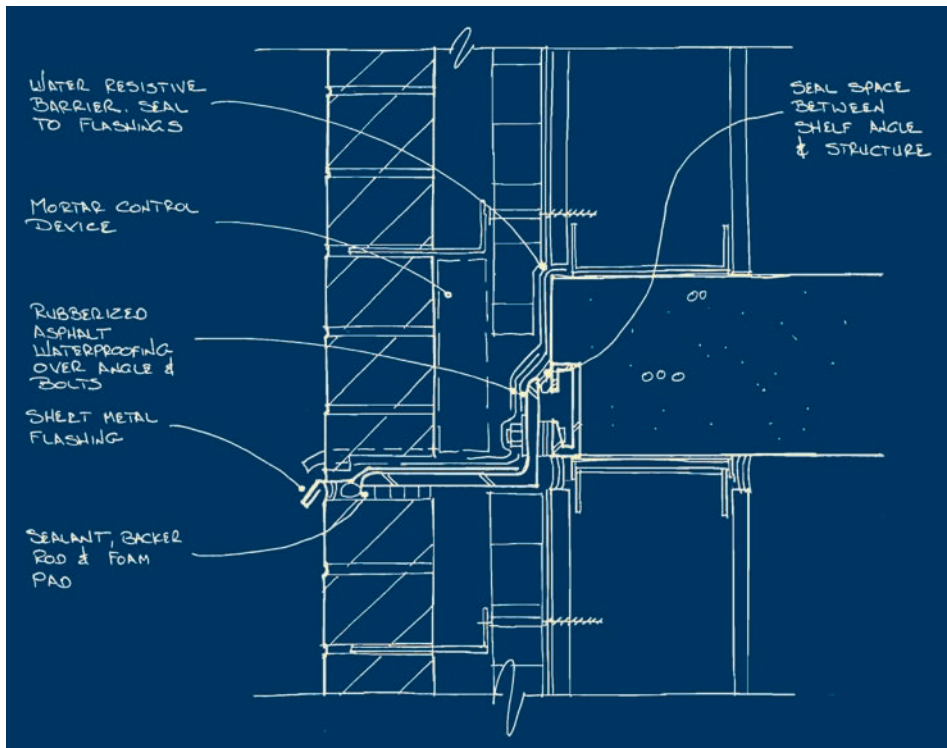 WATER RESISTIVE
BARRIER. SEAL
TO FLASHINGS
MORTAR CONTROL
DEVICE
RUBBERIZED
ASPHALT
WATERPROOFING
OVER ANGLE &
BOLTS
SHEET METAL
FLASHING
SEALANT, BACKER
ROD & FOAM
PAD
SEAL SPACE
BETWEEN
SHELF ANGLE
& STRUCTURE